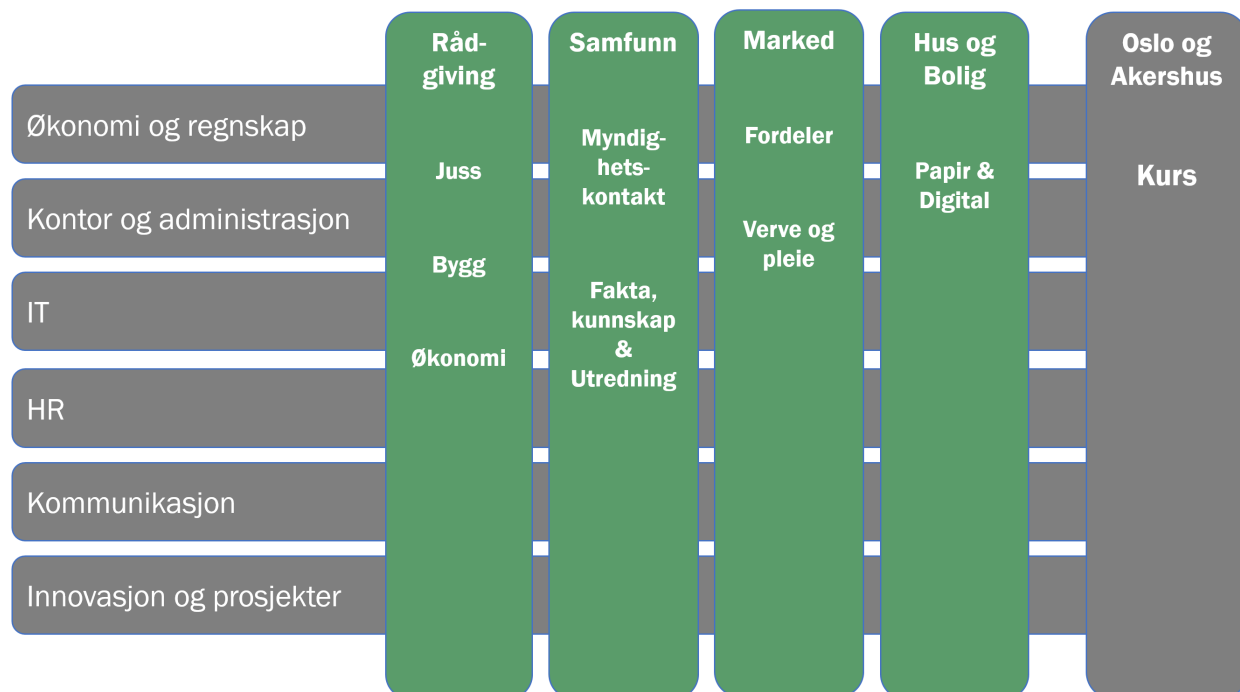 Råd-
giving
Juss
Bygg
Økonomi
Samfunn
Myndig-
hets-
kontakt
Fakta,
kunnskap
&
Utredning
Marked
Fordeler
Verve og
pleie
Hus og
Bolig
Papir &
Digital
Oslo og
Akershus
Kurs
Økonomi og regnskap
Kontor og administrasjon
IT
HR
Kommunikasjon
Innovasjon og prosjekter